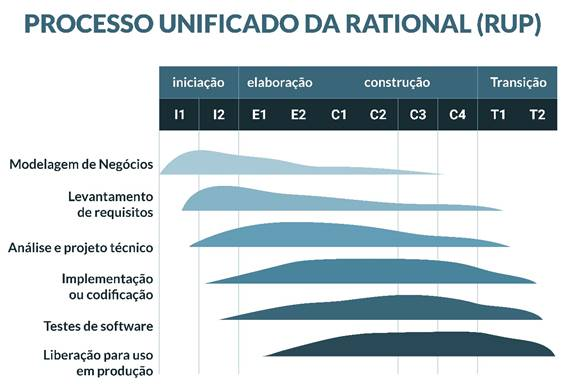 PROCESSO UNIFICADO DA RATIONAL (RUP)
iniciação elaboração construção Transição
I1 I2 E1 E2 C1 C2 C3 C4 T1 T2
Modelagem de Negócios
Levantamento
de requisitos
Análise e projeto técnico
Implementação
ou codificação
Testes de software
Liberação para uso
em produção